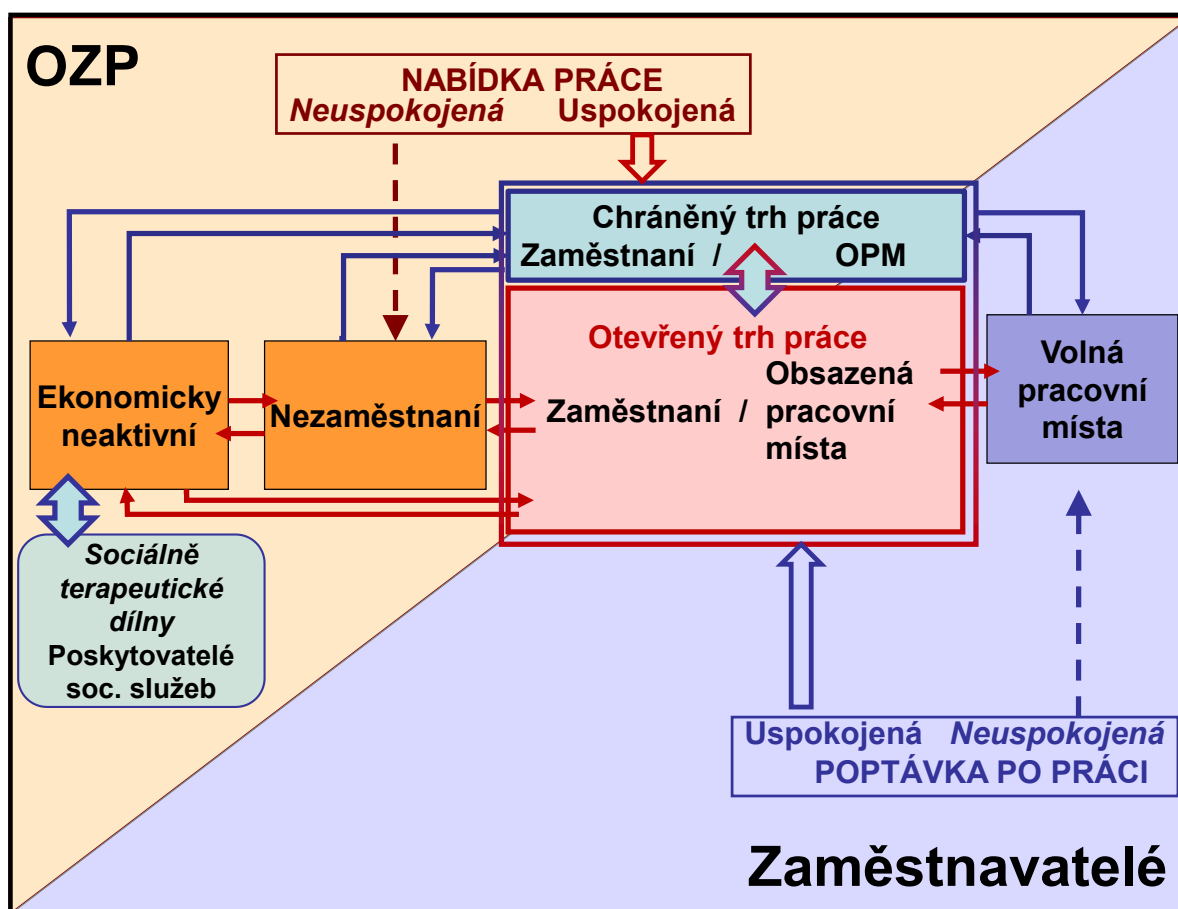 OZP
NABÍDKA PRÁCE
Neuspokojená Uspokojená
Chráněný trh práce
Zaměstnaní / OPM
Otevřený trh práce
Zaměstnaní / Obsazená
pracovní
místa
Ekonomicky
neaktivní
Nezaměstnaní
Volná
pracovní
místa
Sociálně
terapeutické
dílny
Poskytovatelé
soc. služeb
Uspokojená Neuspokojená
POPTÁVKA PO PRÁCI
Zaměstnavatelé